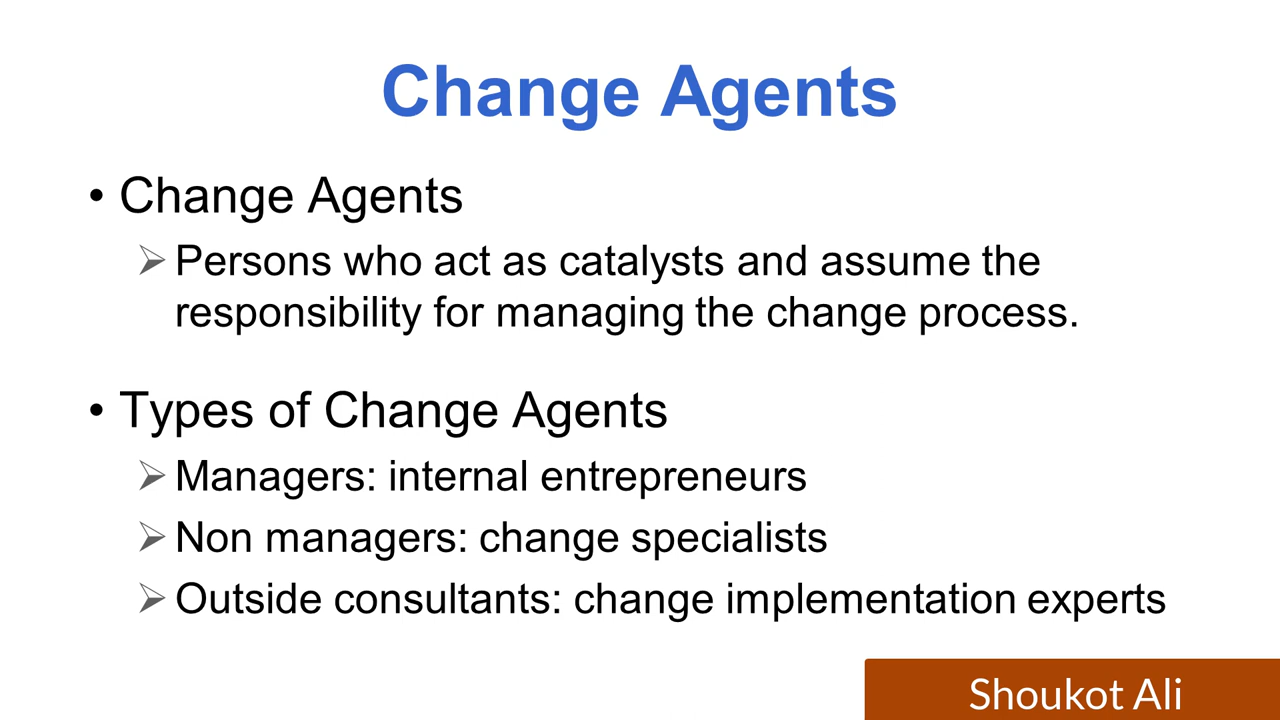 Change Agents
• Change Agents
➢ Persons who act as catalysts and assume the
responsibility for managing the change process.
• Types of Change Agents
➢ Managers: internal entrepreneurs
➢ Non managers: change specialists
➢ Outside consultants: change implementation experts
Shoukot Ali